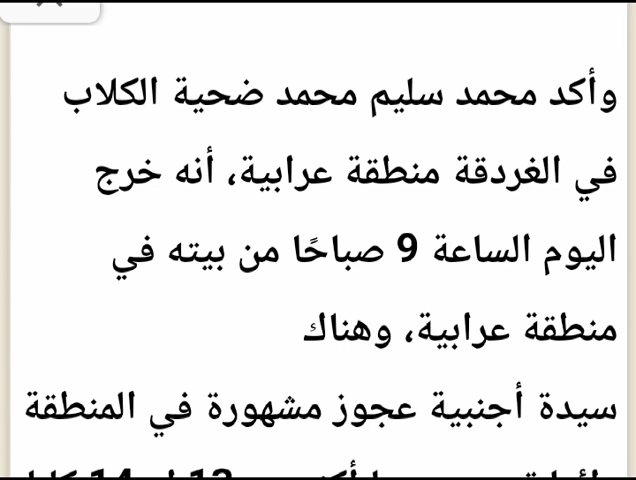 وأكد محمد سليم محمد ضحية الكلاب
في الغردقة منطقة عرابية، أنه خرج
اليوم الساعة 9 صباحًا من بيته في
منطقة عرابية، وهناك
سيدة أجنبية عجوز مشهورة في المنطقة